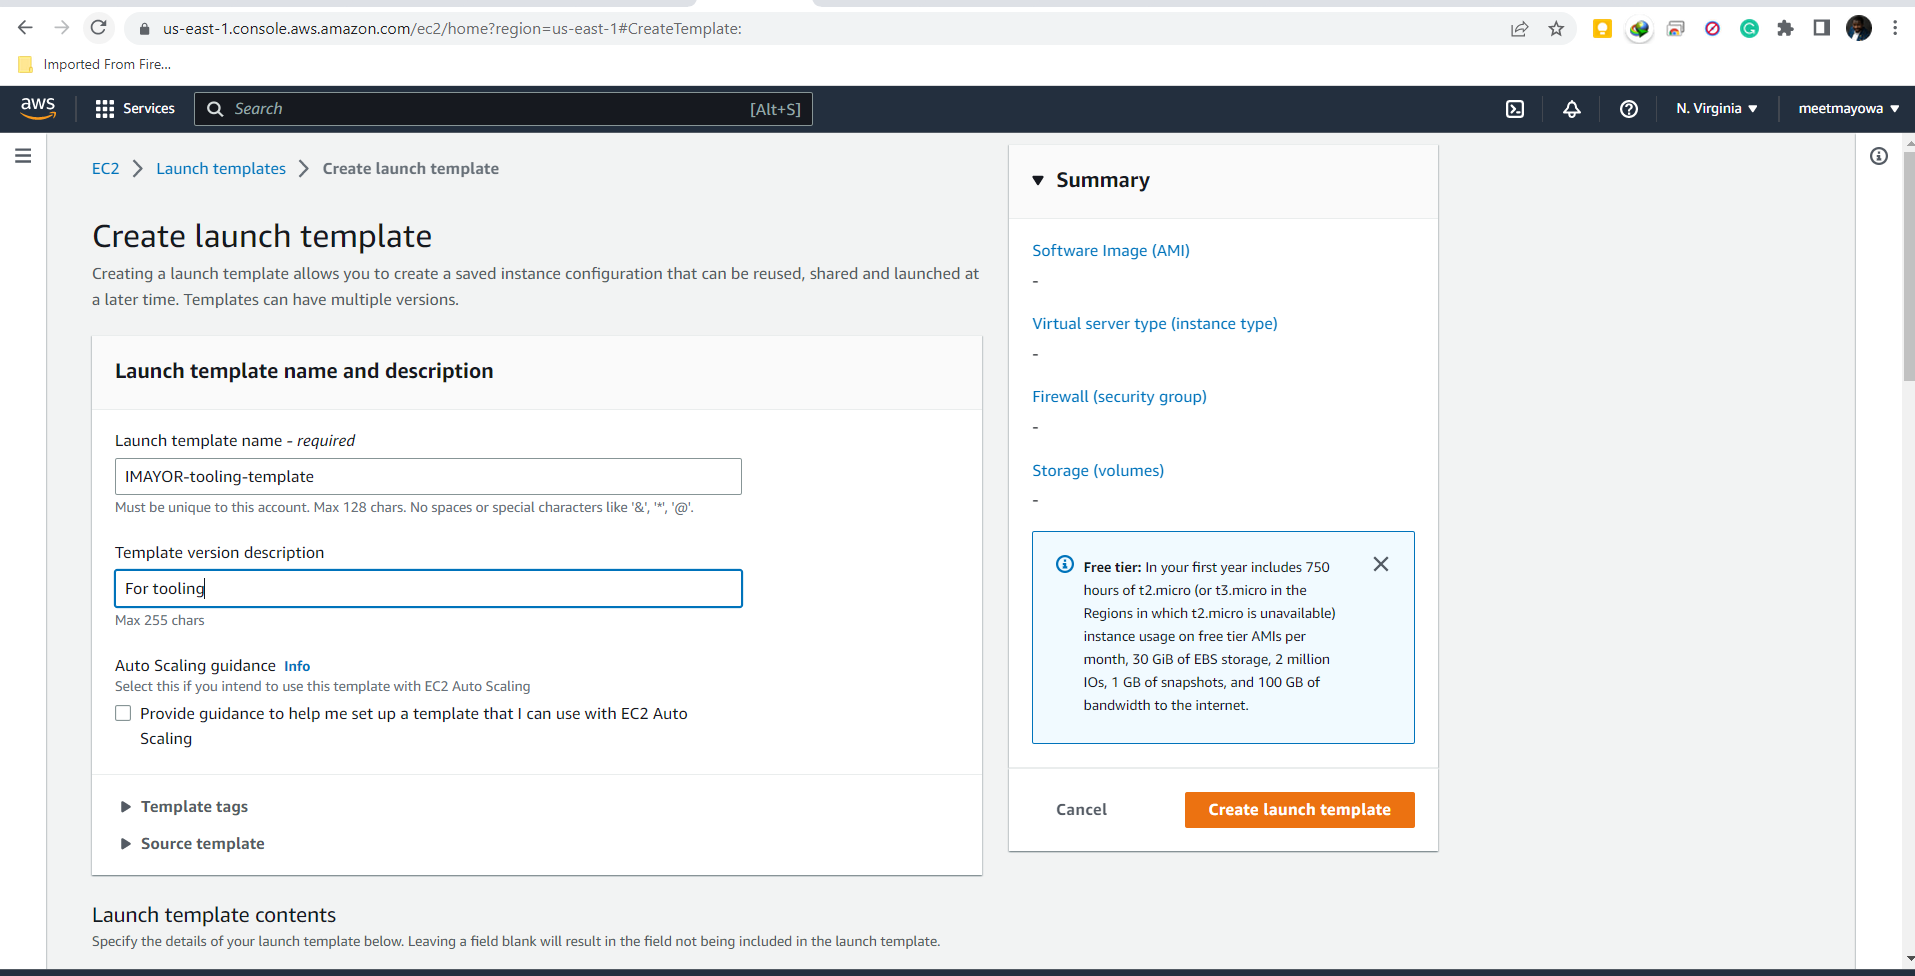 us-east-1.console.aws.amazon.com/ec2/home?region=us-east-1#CreateTemplate:
Imported From Fire...
aws
Services
Search
[Alt+S]
N. Virginia
meetmayowa
EC2
Launch templates
Create launch template
Create launch template
Creating a launch template allows you to create a saved instance configuration that can be reused, shared and launched at
a later time. Templates can have multiple versions.
Launch template name and description
Launch template name - required
IMAYOR-tooling-template
Must be unique to this account. Max 128 chars. No spaces or special characters like '&', '*', '@'.
Template version description
For tooling
Max 255 chars
Auto Scaling guidance Info
Select this if you intend to use this template with EC2 Auto Scaling
Provide guidance to help me set up a template that I can use with EC2 Auto
Scaling
Template tags
Source template
Launch template contents
Specify the details of your launch template below. Leaving a field blank will result in the field not being included in the launch template.
Summary
Software Image (AMI)
-
Virtual server type (instance type)
-
Firewall (security group)
-
Storage (volumes)
-
Free tier: In your first year includes 750
hours of t2.micro (or t3.micro in the
Regions in which t2.micro is unavailable)
instance usage on free tier AMIs per
month, 30 GiB of EBS storage, 2 million
IOs, 1 GB of snapshots, and 100 GB of
bandwidth to the internet.
Cancel
Create launch template